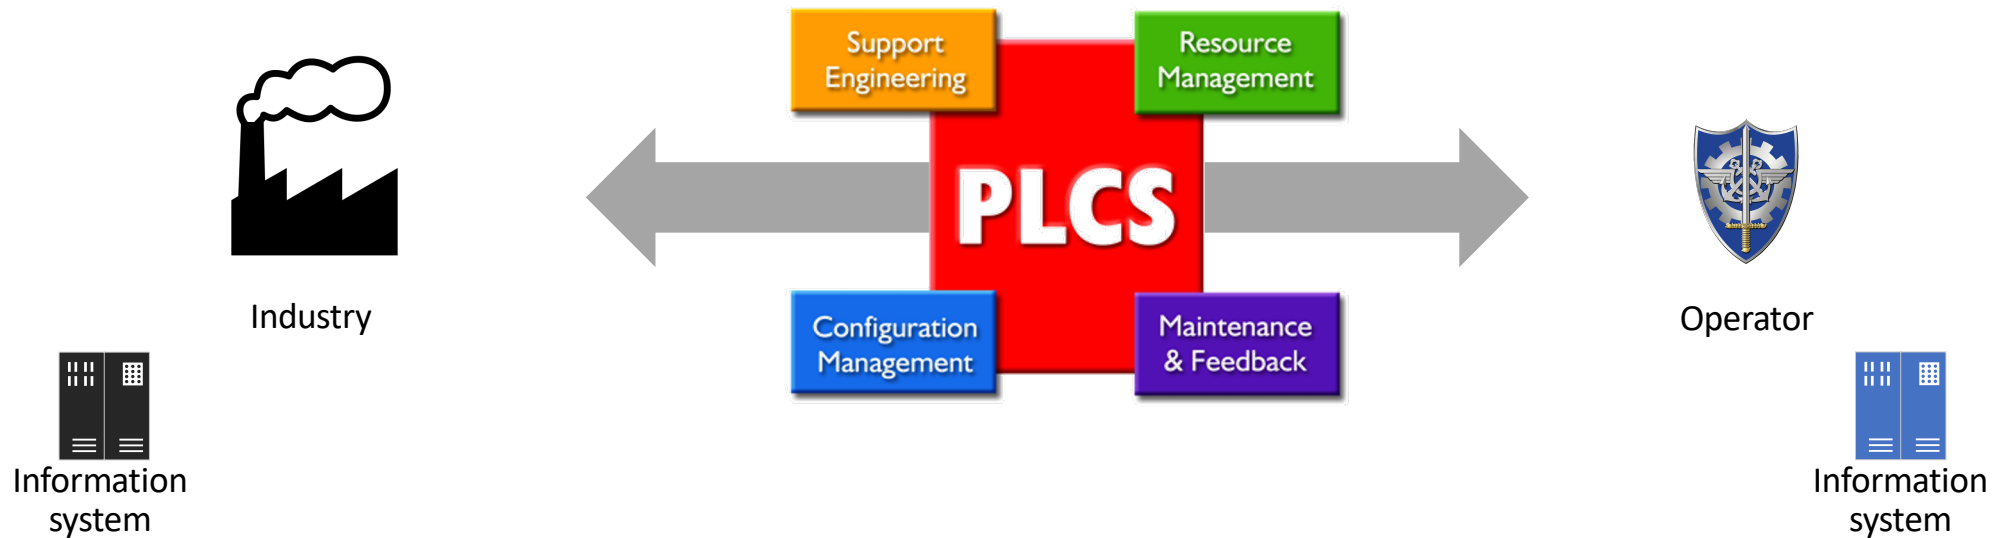 Support
Engineering
Resource
Management
PLCS
Industry
Operator
Configuration
Management
Maintenance
& Feedback
Information
system
Information
system